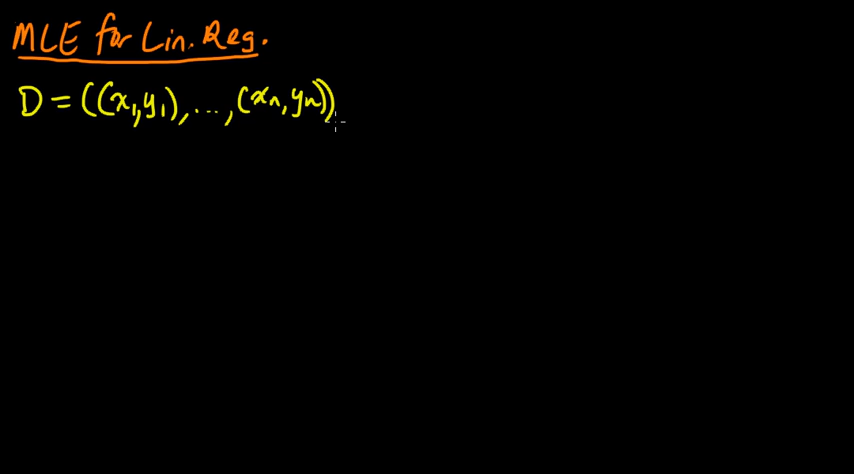 MLE for Lin. Reg.
D = ((x₁,y₁), ..., (xₙ,yₙ))